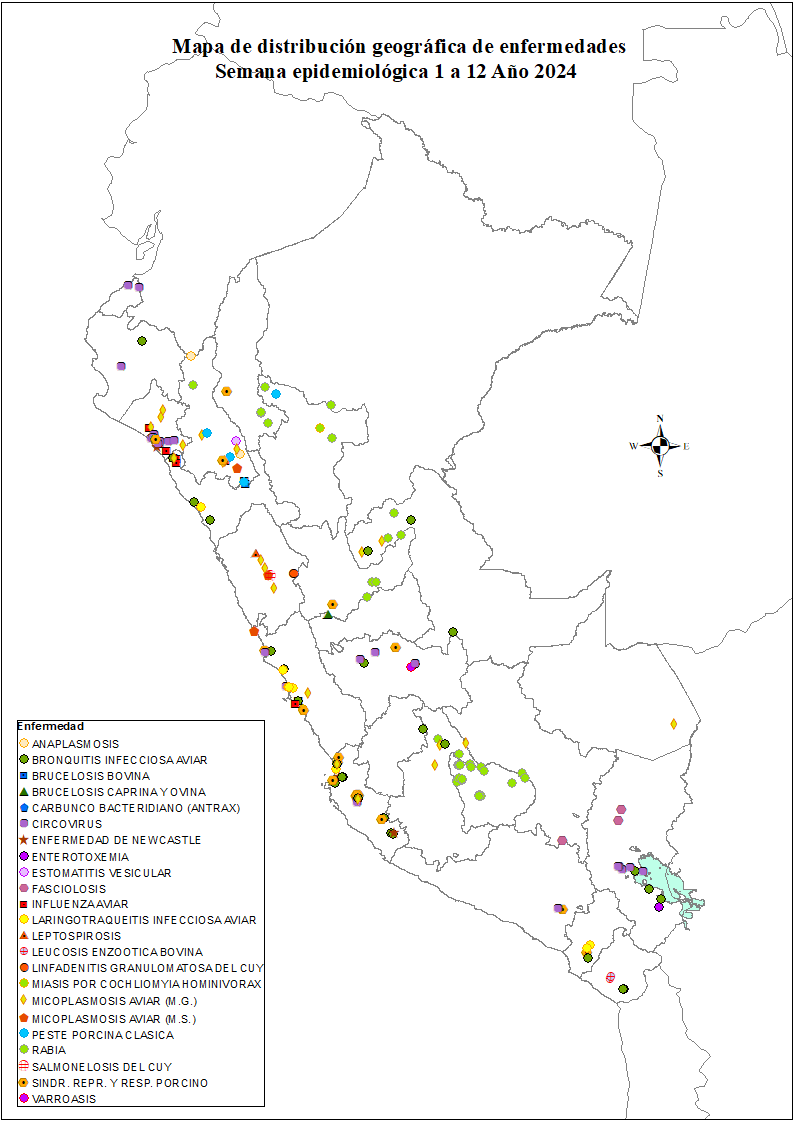 Mapa de distribución geográfica de enfermedades
Semana epidemiológica 1 a 12 Año 2024
N
W E
S
Enfermedad
ANAPLASMOSIS
BRONQUITIS INFECCIOSA AVIAR
BRUCELOSIS BOVINA
BRUCELOSIS CAPRINA Y OVINA
CARBUNCO BACTERIDIANO (ANTRAX)
CIRCOVIRUS
ENFERMEDAD DE NEWCASTLE
ENTEROTOXEMIA
ESTOMATITIS VESICULAR
FASCIOLOSIS
INFLUENZA AVIAR
LARINGOTRAQUEITIS INFECCIOSA AVIAR
LEPTOSPIROSIS
LEUCOSIS ENZOOTICA BOVINA
LINFADENITIS GRANULOMATOSA DEL CUY
MIASIS POR COCHLIOMYIA HOMINIVORAX
MICOPLASMOSIS AVIAR (M.G.)
MICOPLASMOSIS AVIAR (M.S.)
PESTE PORCINA CLASICA
RABIA
SALMONELOSIS DEL CUY
SINDR. REPR. Y RESP. PORCINO
VARROASIS